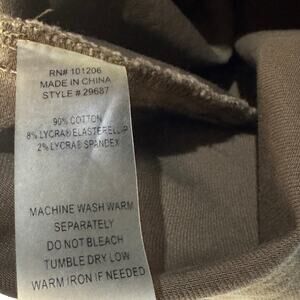 RN# 101206
MADE IN CHINA
STYLE # 29687
90% COTTON
8% LYCRA® ELASTERELL-P
2% LYCRA® SPANDEX
MACHINE WASH WARM
SEPARATELY
DO NOT BLEACH
TUMBLE DRY LOW
WARM IRON IF NEEDED